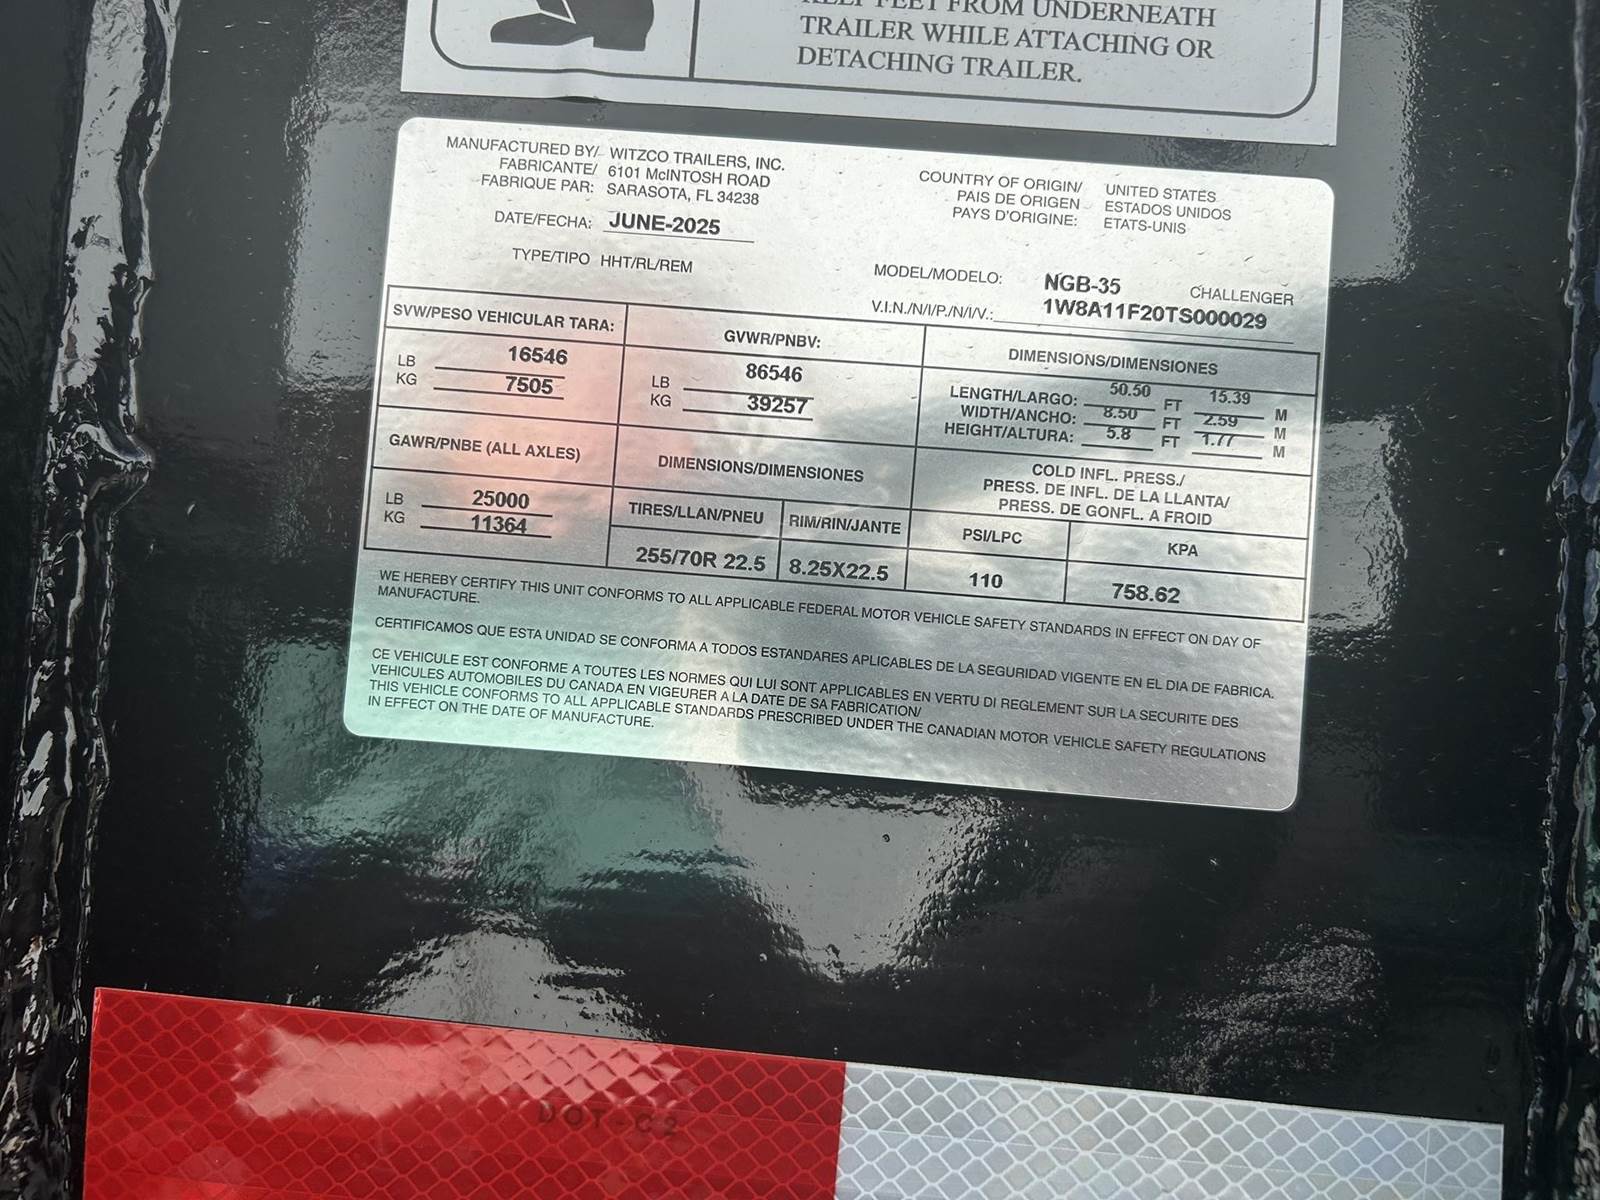 KEEP FEET FROM UNDERNEATH
TRAILER WHILE ATTACHING OR
DETACHING TRAILER.
MANUFACTURED BY/ WITZCO TRAILERS, INC.
FABRICANTE/ 6101 McINTOSH ROAD
FABRIQUE PAR: SARASOTA, FL 34238
COUNTRY OF ORIGIN/ UNITED STATES
PAIS DE ORIGEN ESTADOS UNIDOS
PAYS D'ORIGINE: ETATS-UNIS
DATE/FECHA: JUNE-2025
TYPE/TIPO HHT/RL/REM
MODEL/MODELO: NGB-35 CHALLENGER
V.I.N./N/I/P./N/I/V.: 1W8A11F20TS000029
SVW/PESO VEHICULAR TARA:
LB 16546
KG 7505
GVWR/PNBV:
LB 86546
KG 39257
DIMENSIONS/DIMENSIONES
LENGTH/LARGO: 50.50 FT 15.39 M
WIDTH/ANCHO: 8.50 FT 2.59 M
HEIGHT/ALTURA: 5.8 FT 1.77 M
GAWR/PNBE (ALL AXLES)
LB 25000
KG 11364
DIMENSIONS/DIMENSIONES
TIRES/LLAN/PNEU RIM/RIN/JANTE
255/70R 22.5 8.25X22.5
COLD INFL. PRESS./
PRESS. DE INFL. DE LA LLANTA/
PRESS. DE GONFL. A FROID
PSI/LPC KPA
110 758.62
WE HEREBY CERTIFY THIS UNIT CONFORMS TO ALL APPLICABLE FEDERAL MOTOR VEHICLE SAFETY STANDARDS IN EFFECT ON DAY OF
MANUFACTURE.
CERTIFICAMOS QUE ESTA UNIDAD SE CONFORMA A TODOS ESTANDARES APLICABLES DE LA SEGURIDAD VIGENTE EN EL DIA DE FABRICA.
CE VEHICULE EST CONFORME A TOUTES LES NORMES QUI LUI SONT APPLICABLES EN VERTU DI REGLEMENT SUR LA SECURITE DES
VEHICULES AUTOMOBILES DU CANADA EN VIGEURER A LA DATE DE SA FABRICATION/
THIS VEHICLE CONFORMS TO ALL APPLICABLE STANDARDS PRESCRIBED UNDER THE CANADIAN MOTOR VEHICLE SAFETY REGULATIONS
IN EFFECT ON THE DATE OF MANUFACTURE.
DOT-C2